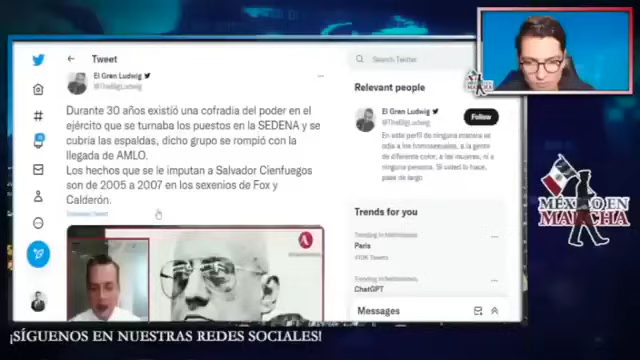 Tweet
El Gran Ludwig
@TheBigLudwig
Durante 30 años existió una cofradía del poder en el
ejército que se turnaba los puestos en la SEDENA y se
cubría las espaldas, dicho grupo se rompió con la
llegada de AMLO.
Los hechos que se le imputan a Salvador Cienfuegos
son de 2005 a 2007 en los sexenios de Fox y
Calderón.
Search Twitter
Relevant people
El Gran Ludwig
@TheBigLudwig
Follow
En este perfil de ninguna manera se
odia a los homosexuales, a la gente
de diferente color, a las mujeres, ni a
ninguna persona. Si usted lo hace,
pase de largo
Trends for you
Paris
ChatGPT
Messages
MÉXICO EN
MARCHA
¡SÍGUENOS EN NUESTRAS REDES SOCIALES!